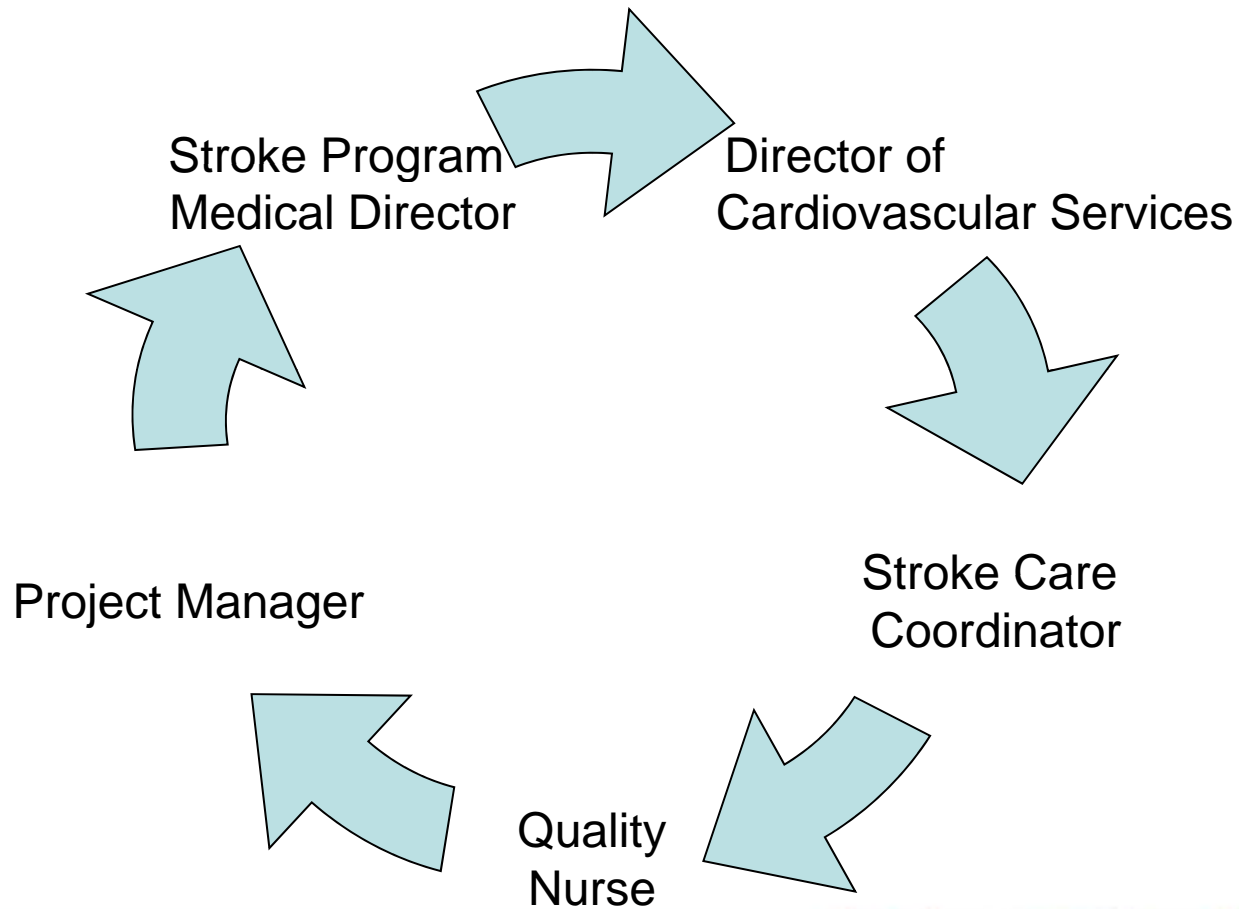 Stroke Program
Medical Director
Director of
Cardiovascular Services
Stroke Care
Coordinator
Quality
Nurse
Project Manager